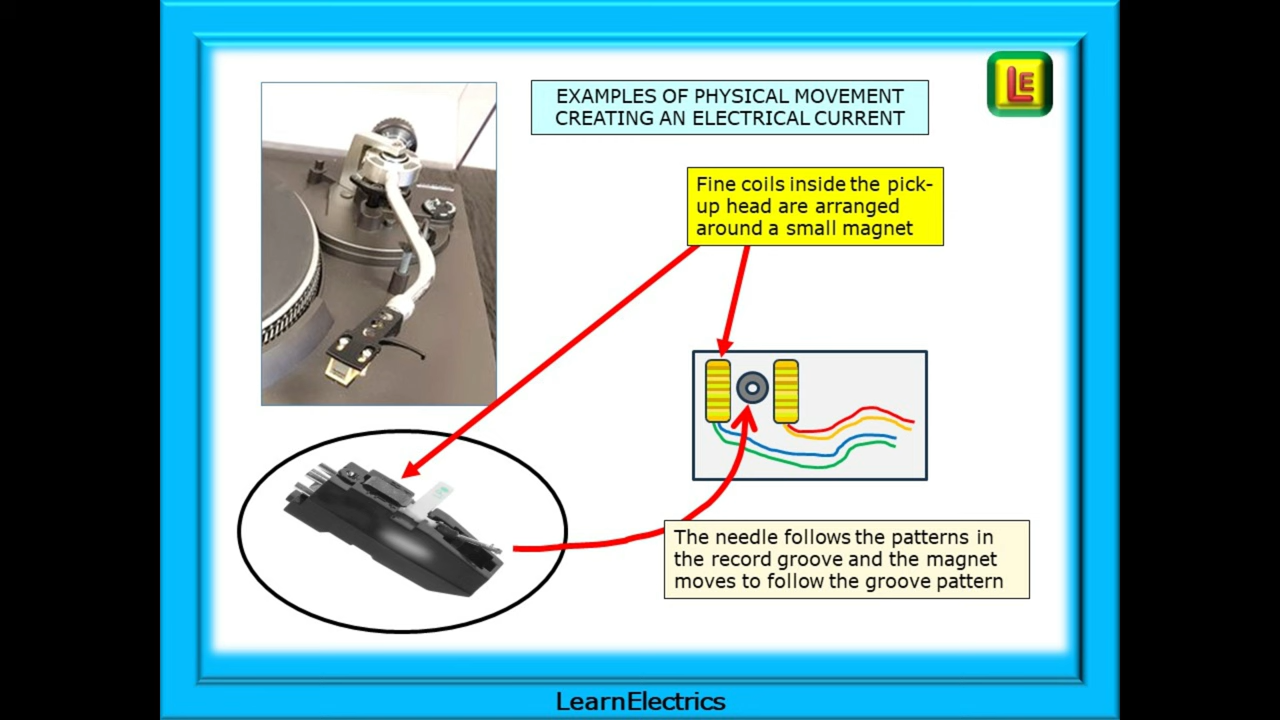 EXAMPLES OF PHYSICAL MOVEMENT
CREATING AN ELECTRICAL CURRENT
LE
Fine coils inside the pick-
up head are arranged
around a small magnet
The needle follows the patterns in
the record groove and the magnet
moves to follow the groove pattern
LearnElectrics